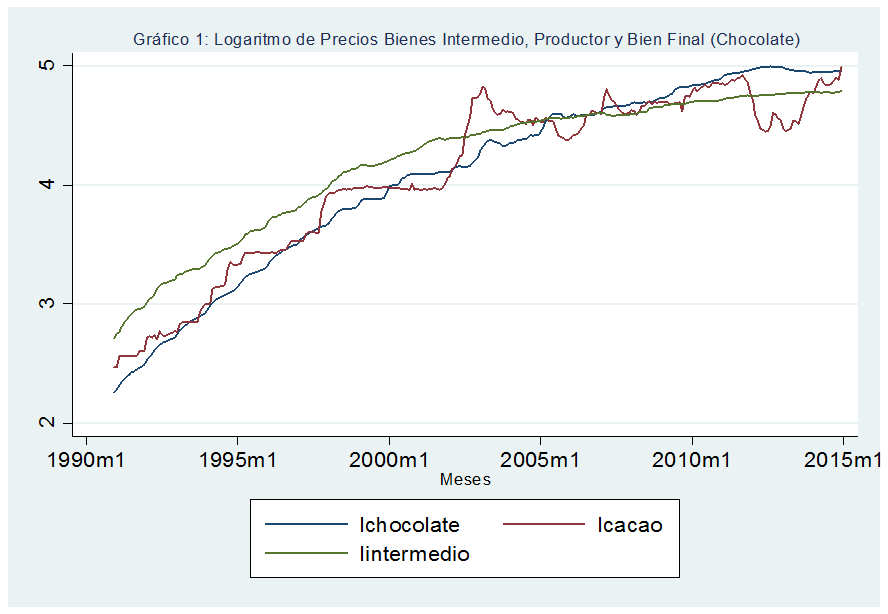 Gráfico 1: Logaritmo de Precios Bienes Intermedio, Productor y Bien Final (Chocolate)
5
4
3
2
1990m1 1995m1 2000m1 2005m1 2010m1 2015m1
Meses
lchocolate lcacao
lintermedio